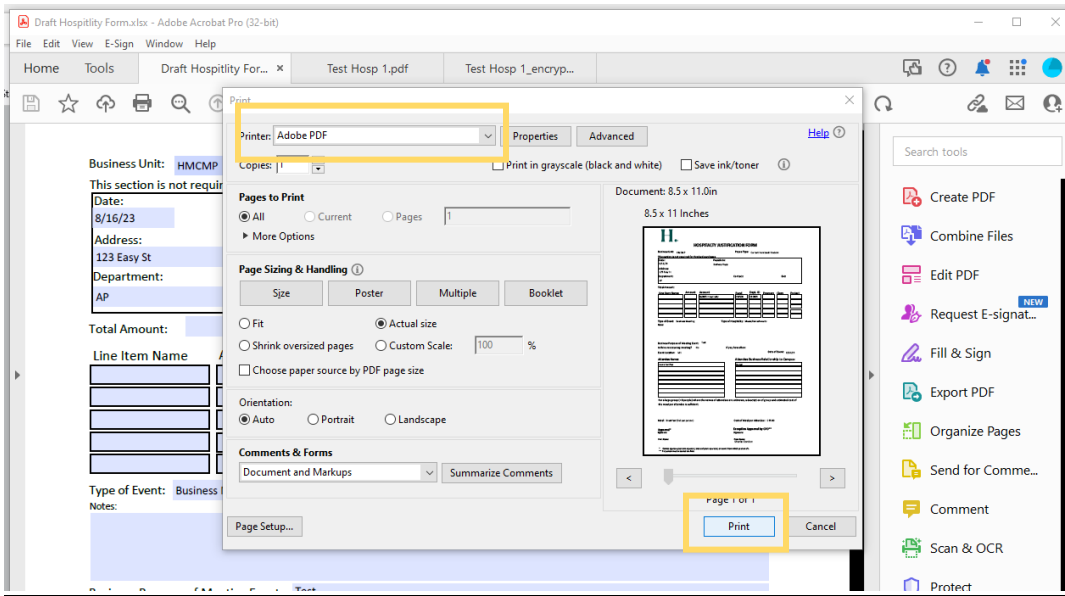 Draft Hospitlity Form.xlsx - Adobe Acrobat Pro (32-bit)
File Edit View E-Sign Window Help
Home Tools Draft Hospitlity For... × Test Hosp 1.pdf Test Hosp 1_encryp...
Print
Printer: Adobe PDF Properties Advanced Help
Copies: 1 Print in grayscale (black and white) Save ink/toner
Pages to Print
All Current Pages 1
More Options
Page Sizing & Handling
Size Poster Multiple Booklet
Fit Actual size
Shrink oversized pages Custom Scale: 100 %
Choose paper source by PDF page size
Orientation:
Auto Portrait Landscape
Comments & Forms
Document and Markups Summarize Comments
Page Setup...
Document: 8.5 x 11.0in
8.5 x 11 Inches
H.
HOSPITALITY JUSTIFICATION FORM
< >
Page 1 of 1
Print Cancel
Business Unit: HMCMP
This section is not requir
Date:
8/16/23
Address:
123 Easy St
Department:
AP
Total Amount:
Line Item Name
Type of Event: Business
Notes:
Test
Search tools
Create PDF
Combine Files
Edit PDF
NEW
Request E-signat...
Fill & Sign
Export PDF
Organize Pages
Send for Comme...
Comment
Scan & OCR
Protect